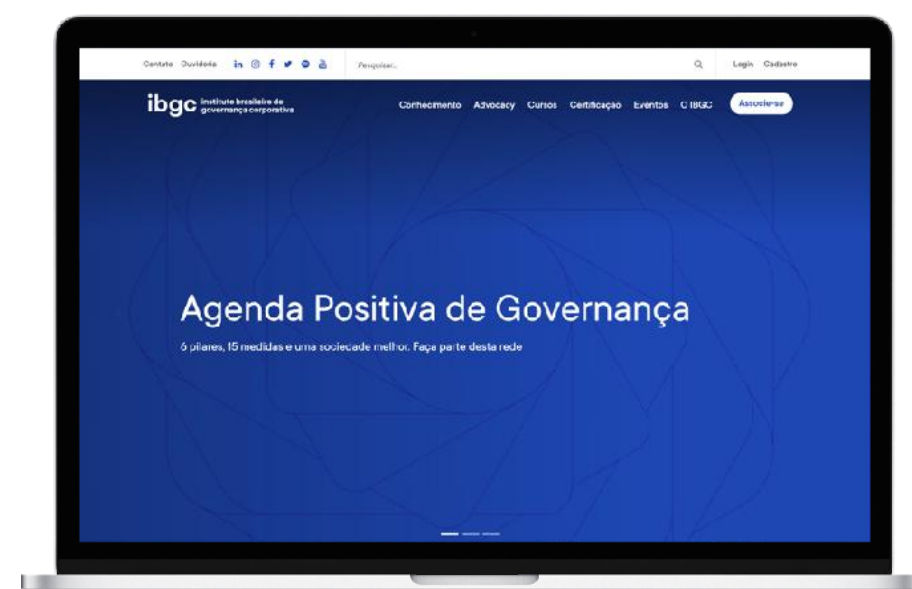 Contato Ouvidoria Pesquisar... Login Cadastro
ibgc instituto brasileiro de
governança corporativa
Conhecimento Advocacy Cursos Certificação Eventos O IBGC Associe-se
Agenda Positiva de Governança
6 pilares, 15 medidas e uma sociedade melhor. Faça parte desta rede